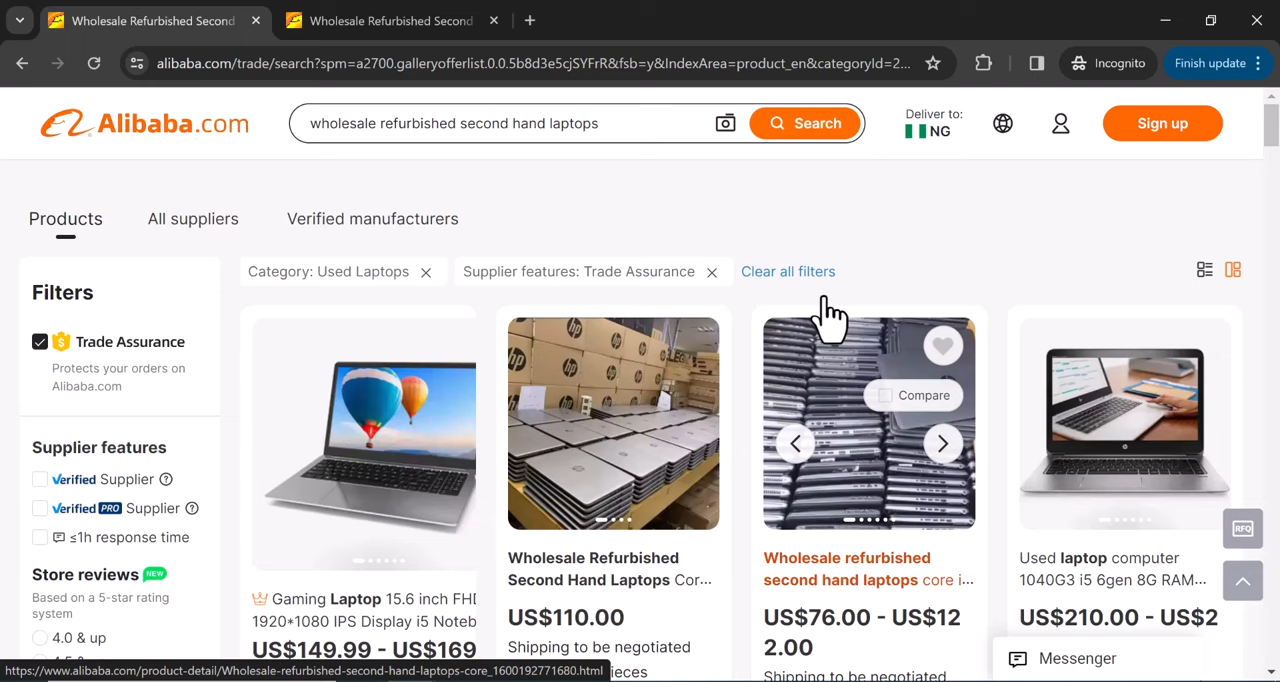 Wholesale Refurbished Second
Wholesale Refurbished Second
alibaba.com/trade/search?spm=a2700.galleryofferlist.0.0.5b8d3e5cjSYFrR&fsb=y&IndexArea=product_en&categoryId=2...
Incognito
Finish update
Alibaba.com
wholesale refurbished second hand laptops
Search
Deliver to:
NG
Sign up
Products
All suppliers
Verified manufacturers
Category: Used Laptops
Supplier features: Trade Assurance
Clear all filters
Filters
Trade Assurance
Protects your orders on
Alibaba.com
Supplier features
Verified Supplier
Verified PRO Supplier
≤1h response time
Store reviews NEW
Based on a 5-star rating
system
4.0 & up
Gaming Laptop 15.6 inch FHD
1920*1080 IPS Display i5 Noteb
US$149.99 - US$169
hp
Wholesale Refurbished
Second Hand Laptops Cor...
US$110.00
Shipping to be negotiated
ieces
Compare
Wholesale refurbished
second hand laptops core i...
US$76.00 - US$12
2.00
Shipping to be negotiated
Used laptop computer
1040G3 i5 6gen 8G RAM...
US$210.00 - US$2
RFQ
Messenger
https://www.alibaba.com/product-detail/Wholesale-refurbished-second-hand-laptops-core_1600192771680.html